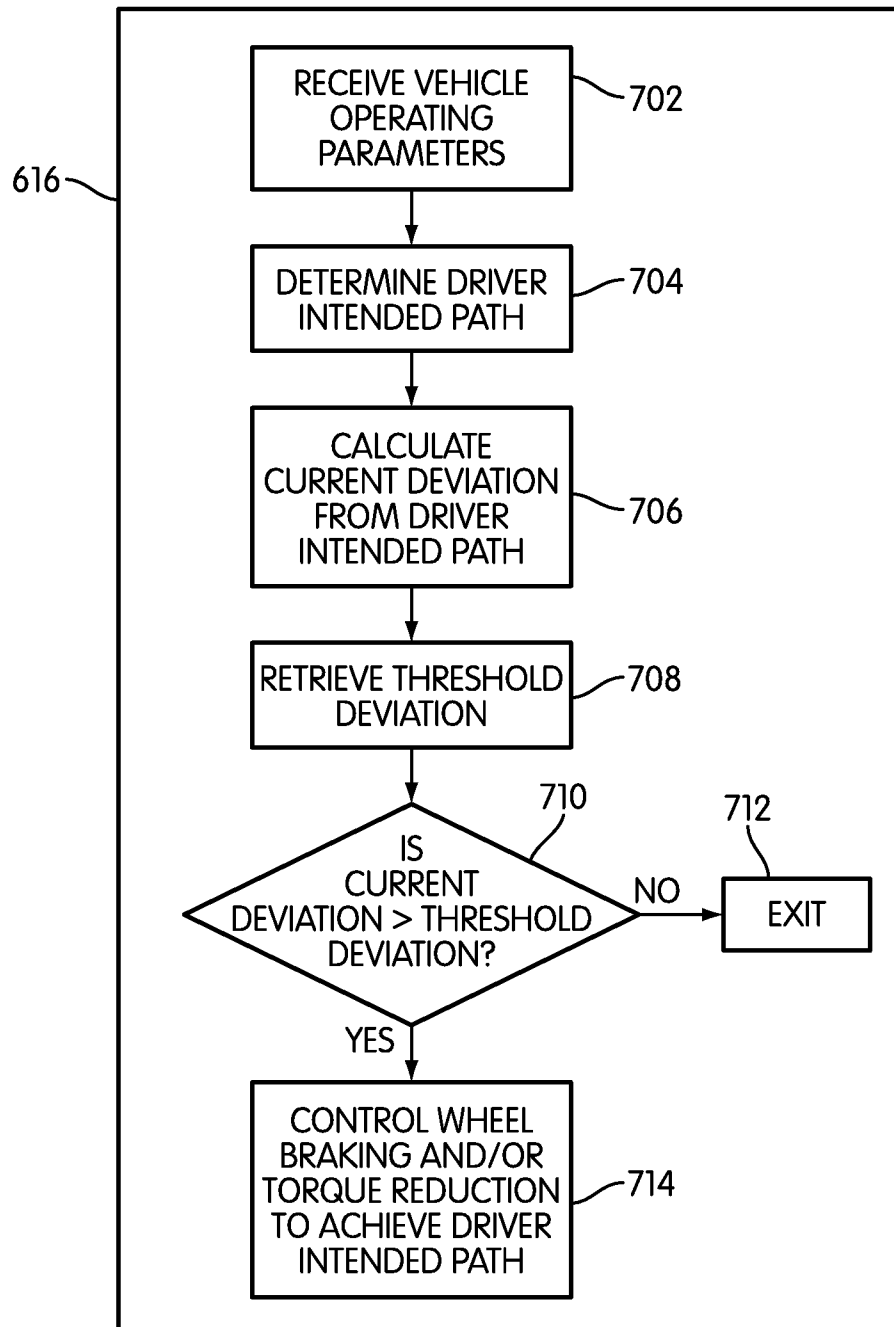 RECEIVE VEHICLE
OPERATING
PARAMETERS
702
616
DETERMINE DRIVER
INTENDED PATH
704
CALCULATE
CURRENT DEVIATION
FROM DRIVER
INTENDED PATH
706
RETRIEVE THRESHOLD
DEVIATION
708
710
IS
CURRENT
DEVIATION > THRESHOLD
DEVIATION?
NO
712
EXIT
YES
CONTROL WHEEL
BRAKING AND/OR
TORQUE REDUCTION
TO ACHIEVE DRIVER
INTENDED PATH
714